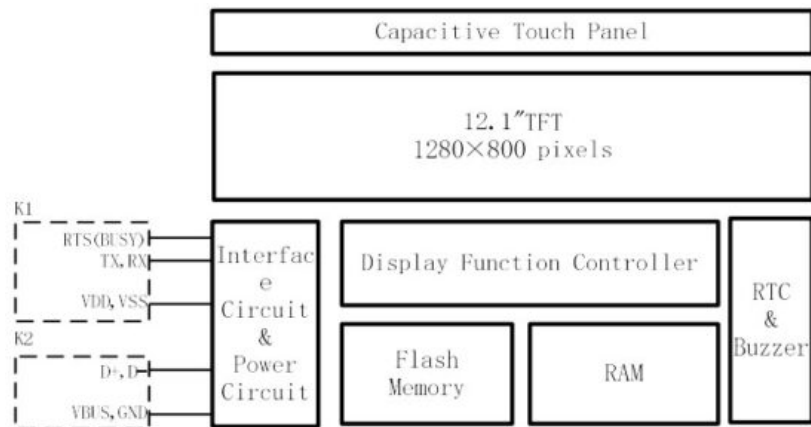 Capacitive Touch Panel
12.1″TFT
1280×800 pixels
K1
RTS(BUSY)
TX,RX
VDD,VSS
K2
D+,D-
VBUS,GND
Interfac
e
Circuit
&
Power
Circuit
Display Function Controller
Flash
Memory
RAM
RTC
&
Buzzer